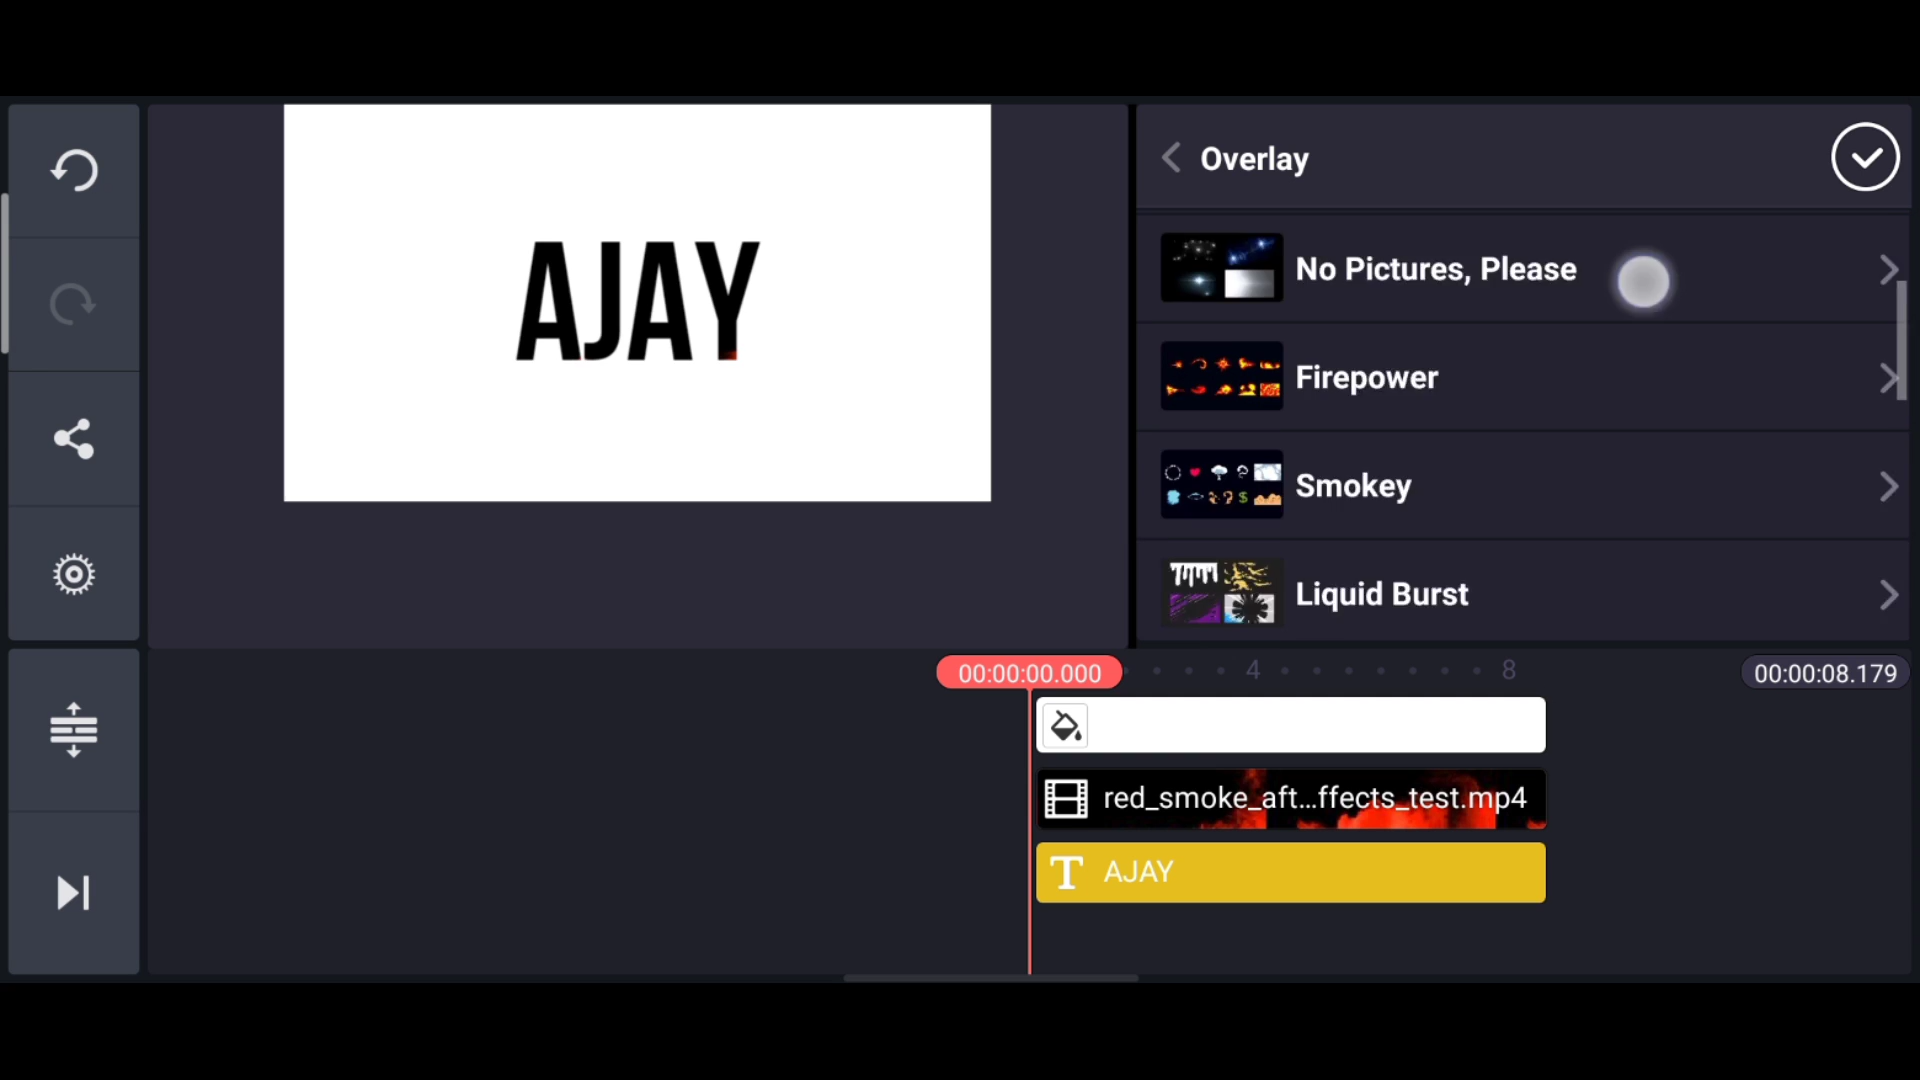 AJAY
Overlay
No Pictures, Please
Firepower
Smokey
Liquid Burst
00:00:00.000
4
8
00:00:08.179
red_smoke_aft...ffects_test.mp4
T AJAY